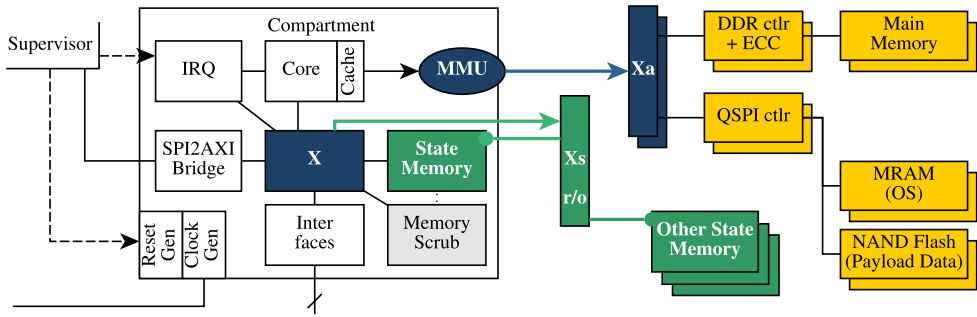 Compartment
Supervisor
IRQ
Core
Cache
MMU
Xa
DDR ctlr
+ ECC
Main
Memory
QSPI ctlr
SPI2AXI
Bridge
X
State
Memory
Xs
r/o
MRAM
(OS)
Reset
Gen
Clock
Gen
Inter
faces
Memory
Scrub
Other State
Memory
NAND Flash
(Payload Data)